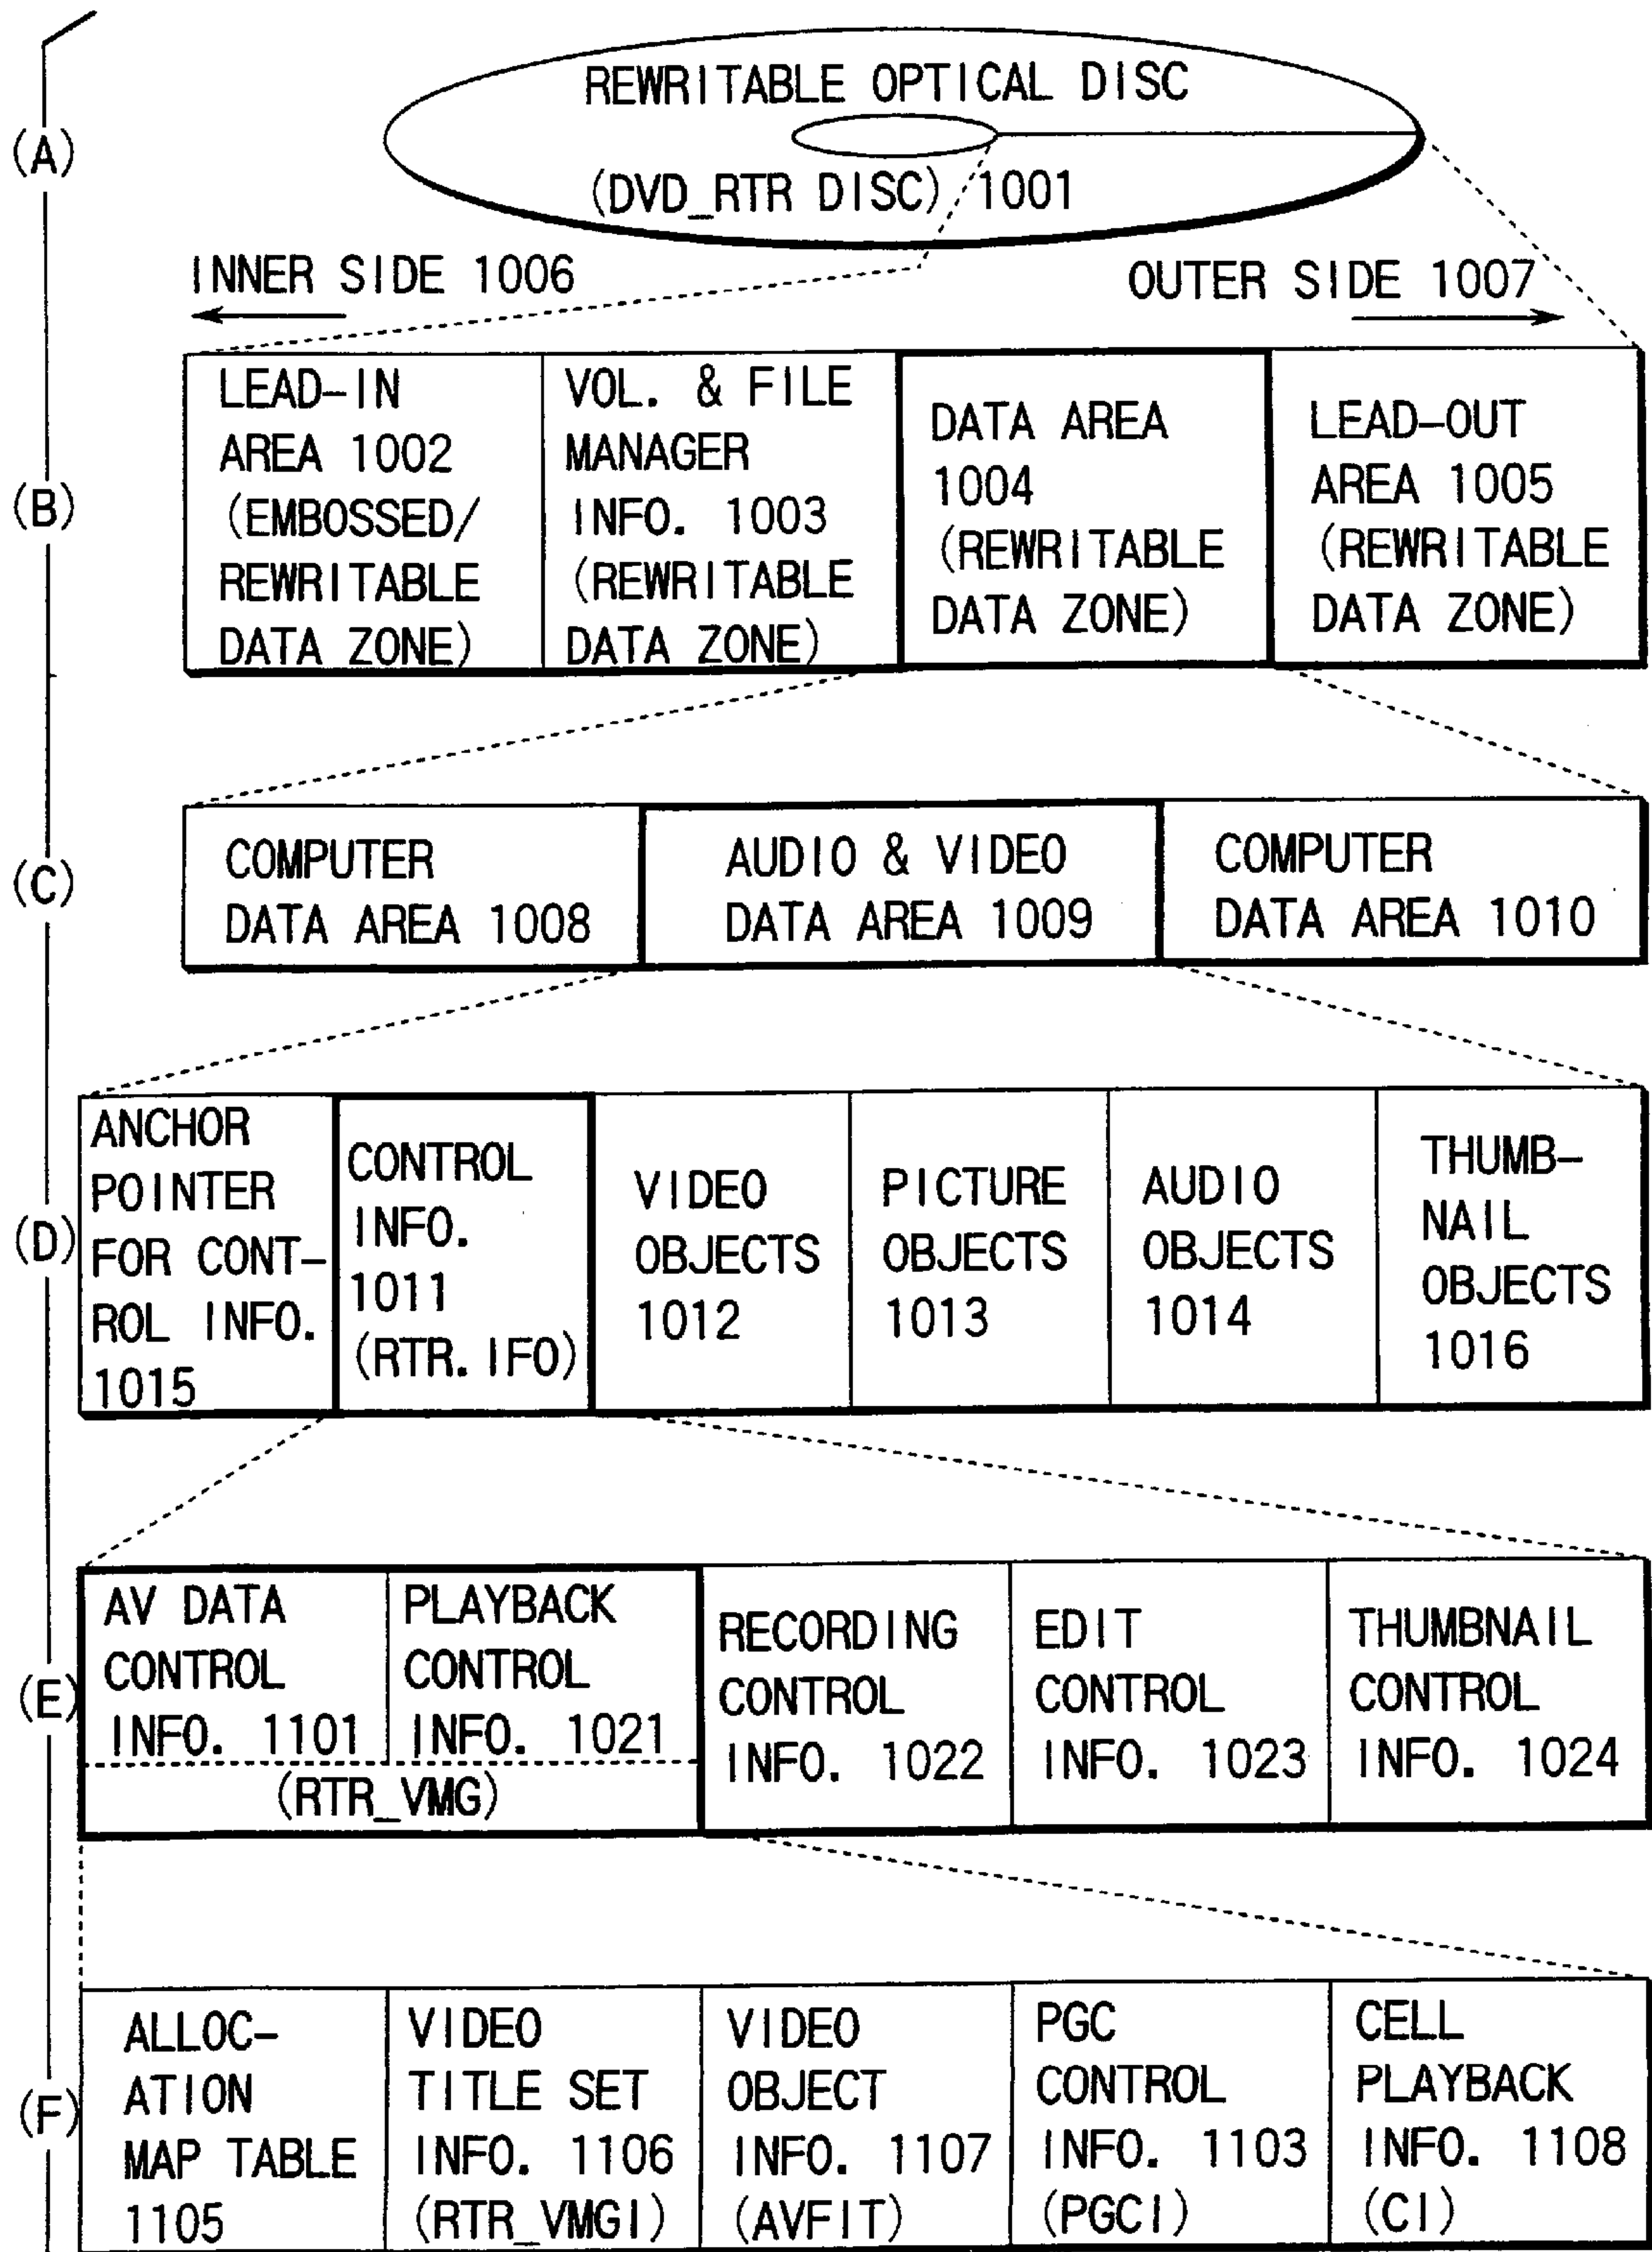 (A)
REWRITABLE OPTICAL DISC
(DVD_RTR DISC) 1001
INNER SIDE 1006
OUTER SIDE 1007
(B)
LEAD-IN
AREA 1002
(EMBOSSED/
REWRITABLE
DATA ZONE)
VOL. & FILE
MANAGER
INFO. 1003
(REWRITABLE
DATA ZONE)
DATA AREA
1004
(REWRITABLE
DATA ZONE)
LEAD-OUT
AREA 1005
(REWRITABLE
DATA ZONE)
(C)
COMPUTER
DATA AREA 1008
AUDIO & VIDEO
DATA AREA 1009
COMPUTER
DATA AREA 1010
(D)
ANCHOR
POINTER
FOR CONT-
ROL INFO.
1015
CONTROL
INFO.
1011
(RTR.IFO)
VIDEO
OBJECTS
1012
PICTURE
OBJECTS
1013
AUDIO
OBJECTS
1014
THUMB-
NAIL
OBJECTS
1016
(E)
AV DATA
CONTROL
INFO. 1101
PLAYBACK
CONTROL
INFO. 1021
(RTR_VMG)
RECORDING
CONTROL
INFO. 1022
EDIT
CONTROL
INFO. 1023
THUMBNAIL
CONTROL
INFO. 1024
(F)
ALLOC-
ATION
MAP TABLE
1105
VIDEO
TITLE SET
INFO. 1106
(RTR_VMGI)
VIDEO
OBJECT
INFO. 1107
(AVFIT)
PGC
CONTROL
INFO. 1103
(PGCI)
CELL
PLAYBACK
INFO. 1108
(CI)